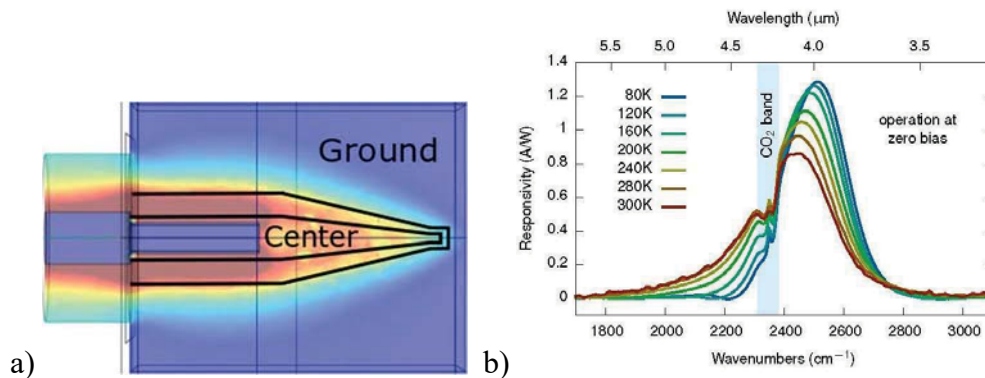 a)
Ground
Center
b)
Wavelength (μm)
5.5 5.0 4.5 4.0 3.5
Responsivity (A/W)
1.4
1.2
1
0.8
0.6
0.4
0.2
0
80K
120K
160K
200K
240K
280K
300K
CO₂ band
operation at
zero bias
1800 2000 2200 2400 2600 2800 3000
Wavenumbers (cm⁻¹)